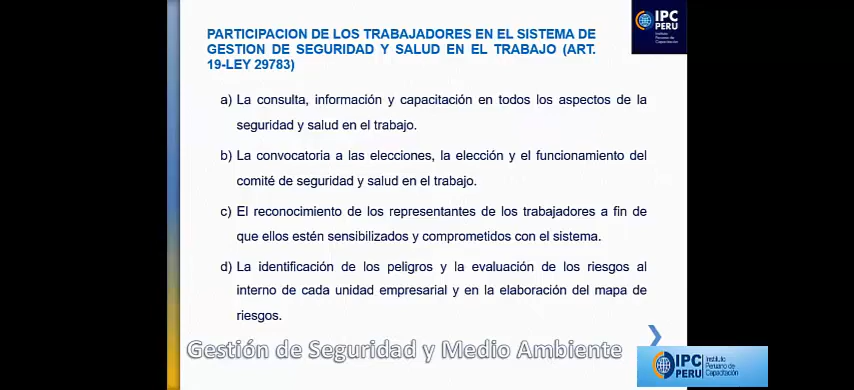 PARTICIPACION DE LOS TRABAJADORES EN EL SISTEMA DE
GESTION DE SEGURIDAD Y SALUD EN EL TRABAJO (ART.
19-LEY 29783)
IPC
PERU
Instituto
Peruano de
Capacitación
a) La consulta, información y capacitación en todos los aspectos de la
seguridad y salud en el trabajo.
b) La convocatoria a las elecciones, la elección y el funcionamiento del
comité de seguridad y salud en el trabajo.
c) El reconocimiento de los representantes de los trabajadores a fin de
que ellos estén sensibilizados y comprometidos con el sistema.
d) La identificación de los peligros y la evaluación de los riesgos al
interno de cada unidad empresarial y en la elaboración del mapa de
riesgos.
Gestión de Seguridad y Medio Ambiente
IPC
PERU
Instituto
Peruano de
Capacitación